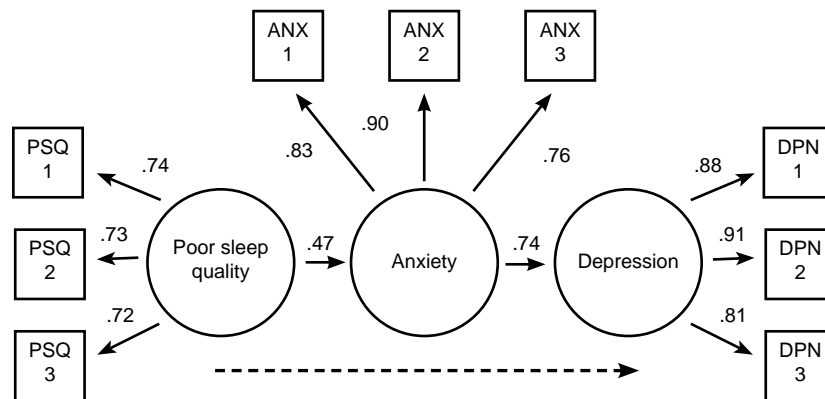 ANX
1
ANX
2
ANX
3
.83
.90
.76
PSQ
1
.74
PSQ
2
.73
PSQ
3
.72
Poor sleep
quality
.47
Anxiety
.74
Depression
.88
DPN
1
.91
DPN
2
.81
DPN
3